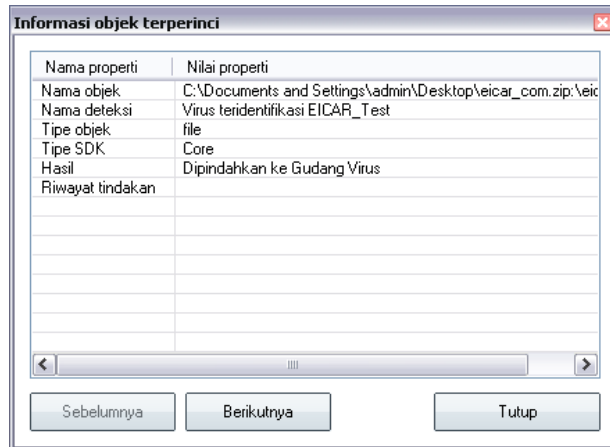 Informasi objek terperinci
Nama properti Nilai properti
Nama objek C:\Documents and Settings\admin\Desktop\eicar_com.zip:\eic
Nama deteksi Virus teridentifikasi EICAR_Test
Tipe objek file
Tipe SDK Core
Hasil Dipindahkan ke Gudang Virus
Riwayat tindakan
Sebelumnya Berikutnya Tutup